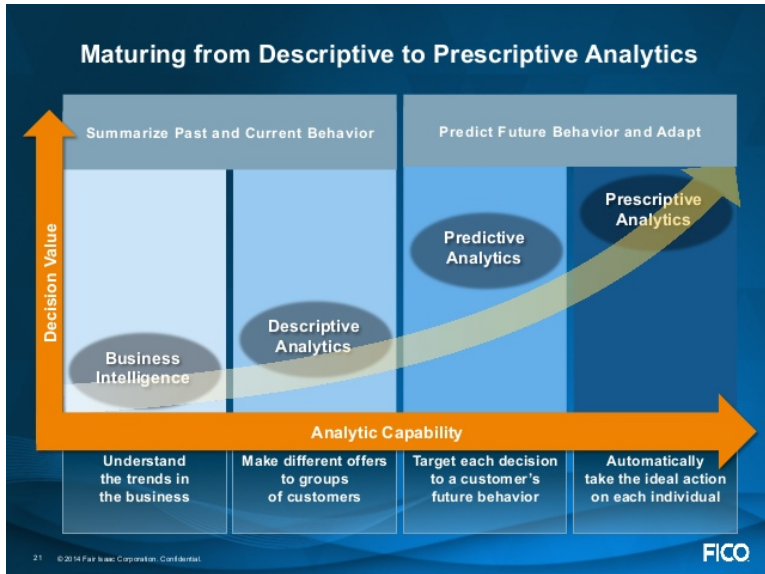 Maturing from Descriptive to Prescriptive Analytics
Summarize Past and Current Behavior
Predict Future Behavior and Adapt
Decision Value
Business
Intelligence
Descriptive
Analytics
Predictive
Analytics
Prescriptive
Analytics
Analytic Capability
Understand
the trends in
the business
Make different offers
to groups
of customers
Target each decision
to a customer's
future behavior
Automatically
take the ideal action
on each individual
21 © 2014 Fair Isaac Corporation. Confidential.
FICO